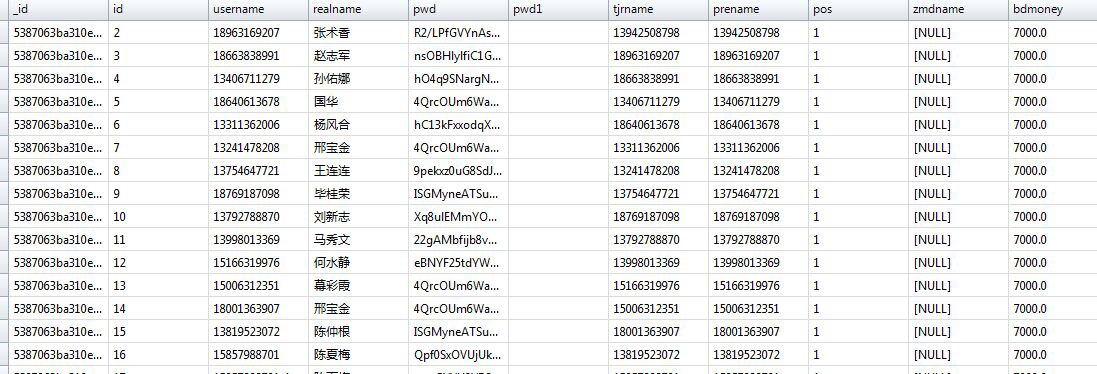 _id id username realname pwd pwd1 tjrname prename pos zmdname bdmoney
5387063ba310e... 2 18963169207 张术香 R2/LPfGVYnAs... 13942508798 13942508798 1 [NULL] 7000.0
5387063ba310e... 3 18663838991 赵志军 18963169207 18963169207 1 [NULL] 7000.0
5387063ba310e... 4 13406711279 孙佑娜 hO4q9SNargN... 18663838991 18663838991 1 [NULL] 7000.0
5387063ba310e... 5 18640613678 国华 4QrcOUm6Wa... 13406711279 13406711279 1 [NULL] 7000.0
5387063ba310e... 6 13311362006 杨风合 hC13kFxxodqX... 18640613678 18640613678 1 [NULL] 7000.0
5387063ba310e... 7 13241478208 邢宝金 4QrcOUm6Wa... 13311362006 13311362006 1 [NULL] 7000.0
5387063ba310e... 8 13754647721 王连连 9pekxz0uG8SdJ... 13241478208 13241478208 1 [NULL] 7000.0
5387063ba310e... 9 18769187098 毕桂荣 ISGMyneATSu... 13754647721 13754647721 1 [NULL] 7000.0
5387063ba310e... 10 13792788870 刘新志 Xq8uIEMmYO... 18769187098 18769187098 1 [NULL] 7000.0
5387063ba310e... 11 13998013369 马秀文 22gAMbfijb8v... 13792788870 13792788870 1 [NULL] 7000.0
5387063ba310e... 12 15166319976 何水静 eBNYF25tdYW... 13998013369 13998013369 1 [NULL] 7000.0
5387063ba310e... 13 15006312351 幕彩霞 4QrcOUm6Wa... 15166319976 15166319976 1 [NULL] 7000.0
5387063ba310e... 14 18001363907 邢宝金 4QrcOUm6Wa... 15006312351 15006312351 1 [NULL] 7000.0
5387063ba310e... 15 13819523072 陈仲根 ISGMyneATSu... 18001363907 18001363907 1 [NULL] 7000.0
5387063ba310e... 16 15857988701 陈夏梅 Qpf0SxOVUjUk... 13819523072 13819523072 1 [NULL] 7000.0